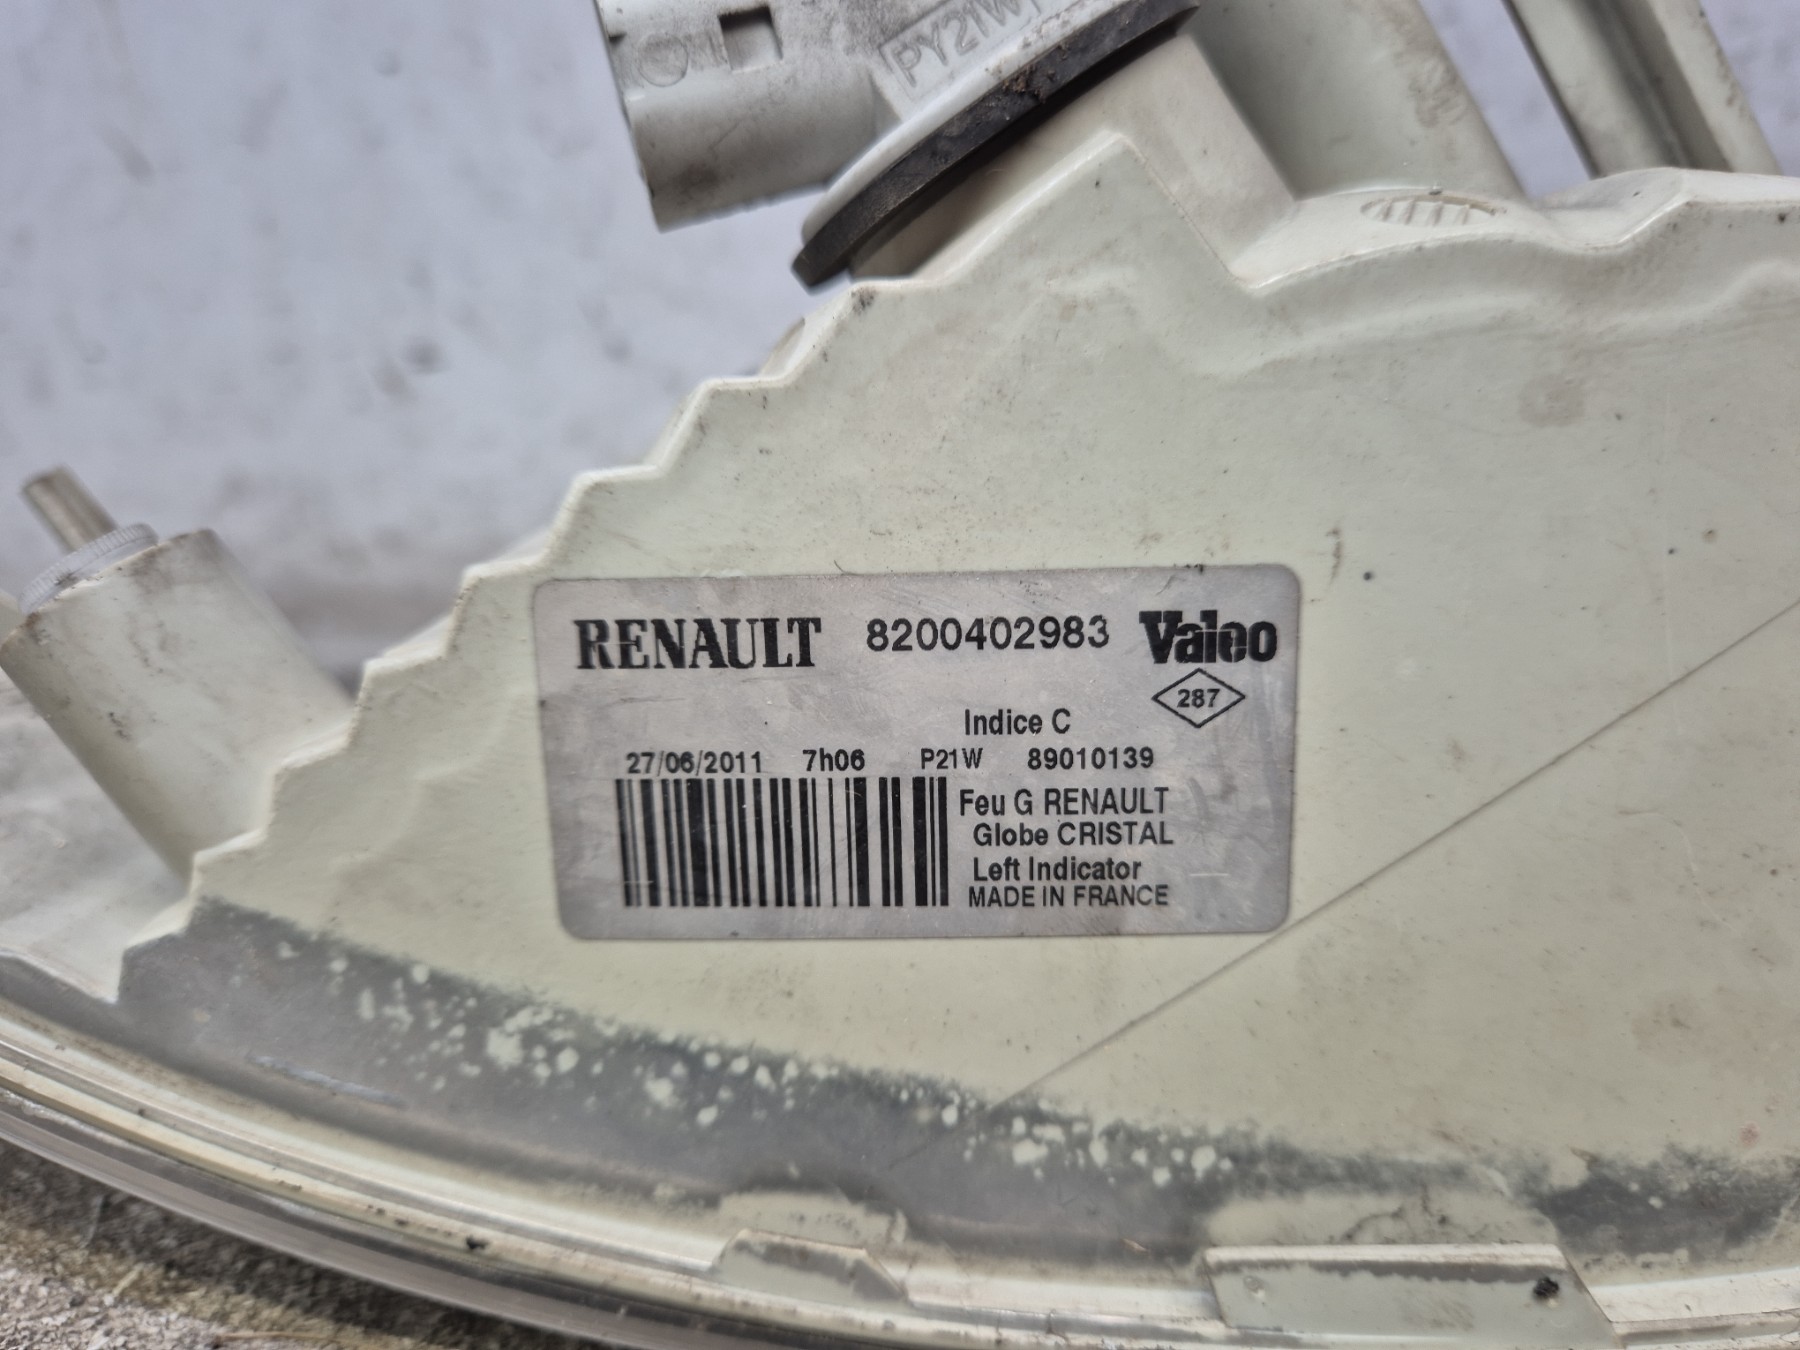 PY21W
RENAULT 8200402983 Valeo
287
Indice C
27/06/2011 7h06 P21W 89010139
Feu G RENAULT
Globe CRISTAL
Left Indicator
MADE IN FRANCE